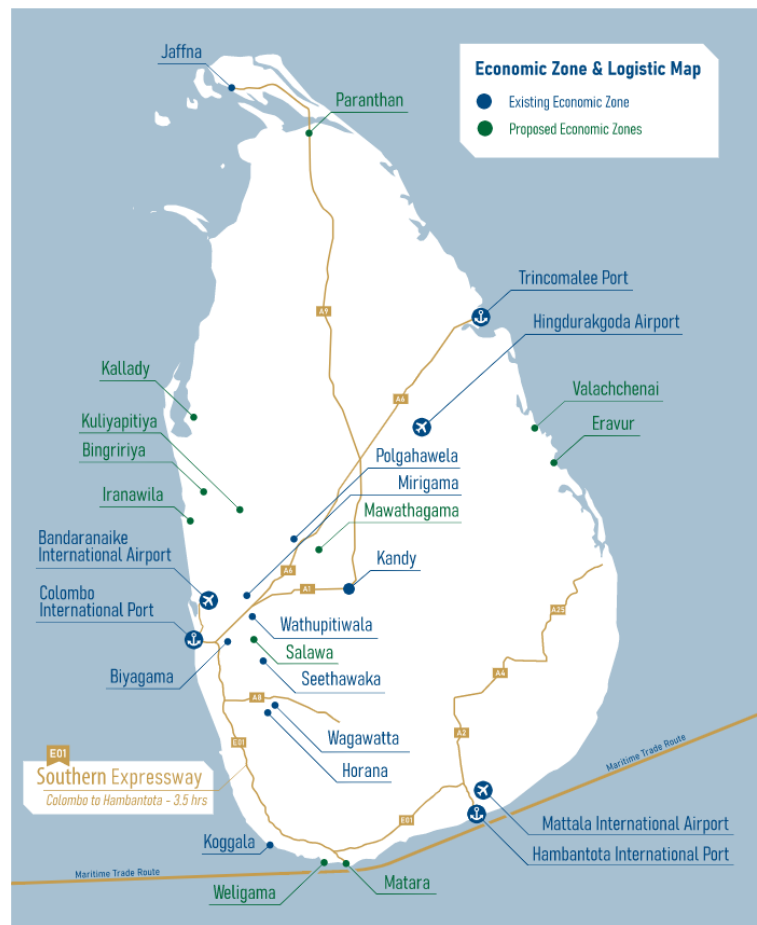 Jaffna
Paranthan
Economic Zone & Logistic Map
Existing Economic Zone
Proposed Economic Zones
Trincomalee Port
A9
Hingdurakgoda Airport
Kallady
Valachchenai
A6
Kuliyapitiya
Eravur
Bingririya
Polgahawela
Mirigama
Iranawila
Mawathagama
Bandaranaike
International Airport
Kandy
A6
A1
Colombo
International Port
A25
Wathupitiwala
Salawa
Biyagama
Seethawaka
A4
A8
A2
Wagawatta
E01
E01
Southern Expressway
Colombo to Hambantota - 3.5 hrs
Horana
Maritime Trade Route
E01
Mattala International Airport
Koggala
Hambantota International Port
Maritime Trade Route
Weligama
Matara